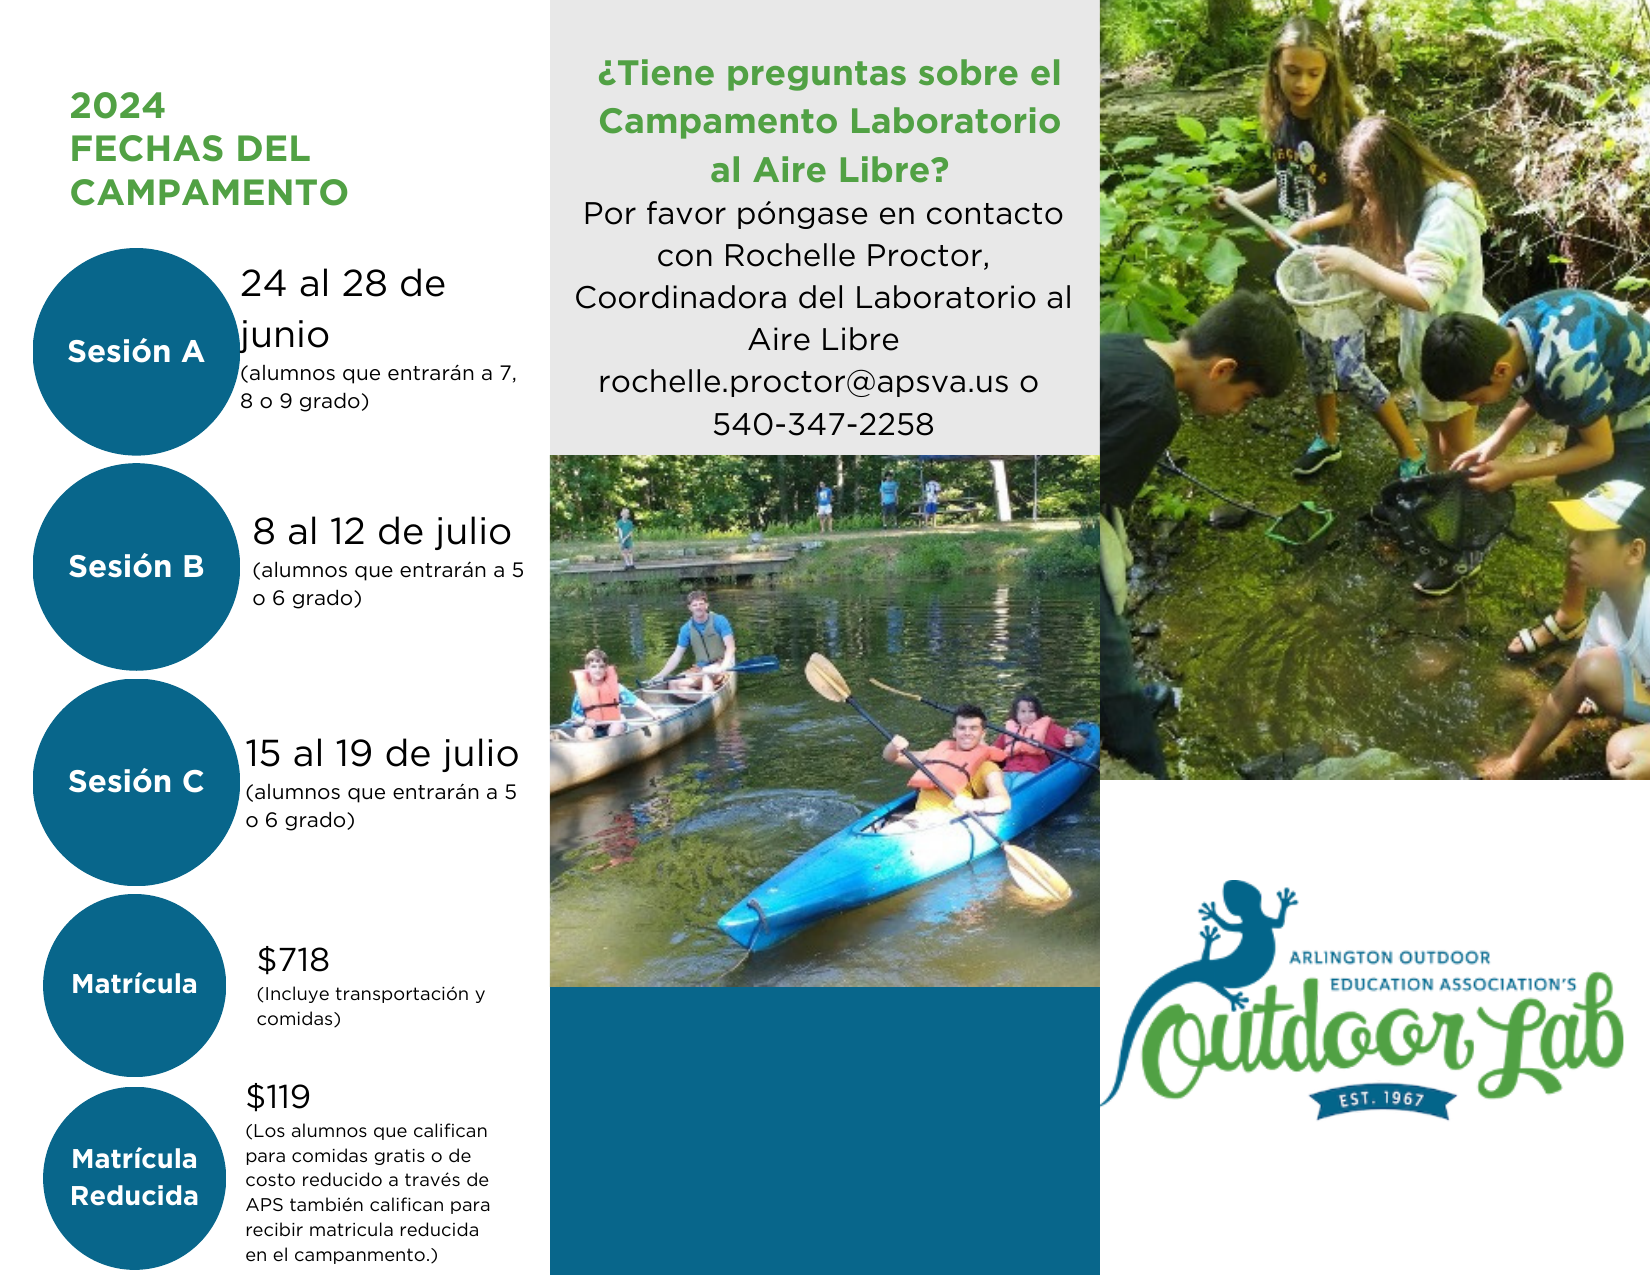 2024
FECHAS DEL
CAMPAMENTO
Sesión A
24 al 28 de
junio
(alumnos que entrarán a 7,
8 o 9 grado)
Sesión B
8 al 12 de julio
(alumnos que entrarán a 5
o 6 grado)
Sesión C
15 al 19 de julio
(alumnos que entrarán a 5
o 6 grado)
Matrícula
$718
(Incluye transportación y
comidas)
Matrícula
Reducida
$119
(Los alumnos que califican
para comidas gratis o de
costo reducido a través de
APS también califican para
recibir matricula reducida
en el campanmento.)
¿Tiene preguntas sobre el
Campamento Laboratorio
al Aire Libre?
Por favor póngase en contacto
con Rochelle Proctor,
Coordinadora del Laboratorio al
Aire Libre
rochelle.proctor@apsva.us o
540-347-2258
ARLINGTON OUTDOOR
EDUCATION ASSOCIATION'S
Outdoor Lab
EST. 1967